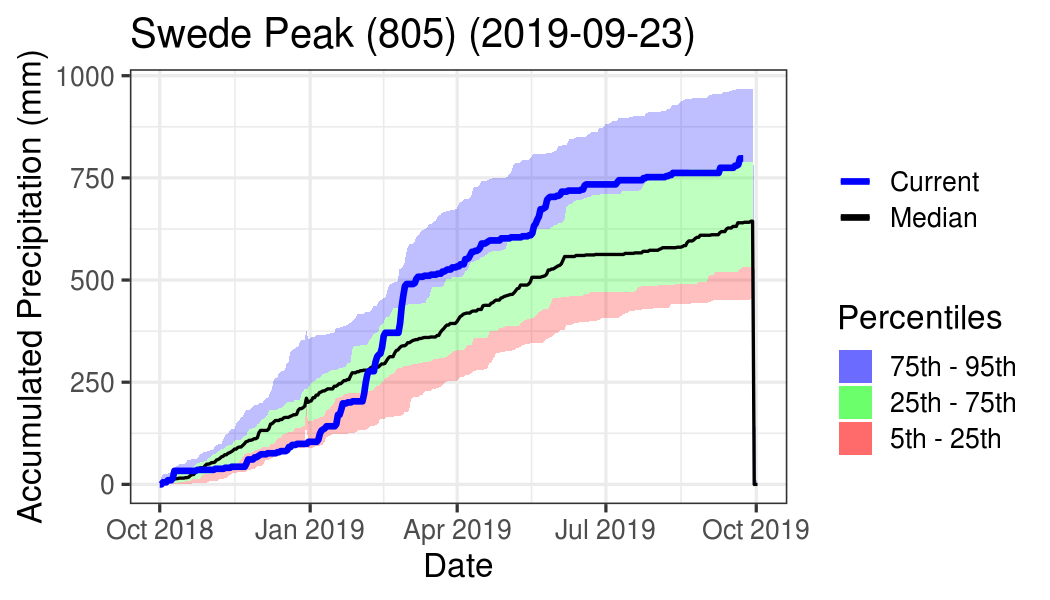 Swede Peak (805) (2019-09-23)
Accumulated Precipitation (mm)
1000
750
500
250
0
Oct 2018
Jan 2019
Apr 2019
Jul 2019
Oct 2019
Date
Current
Median
Percentiles
75th - 95th
25th - 75th
5th - 25th